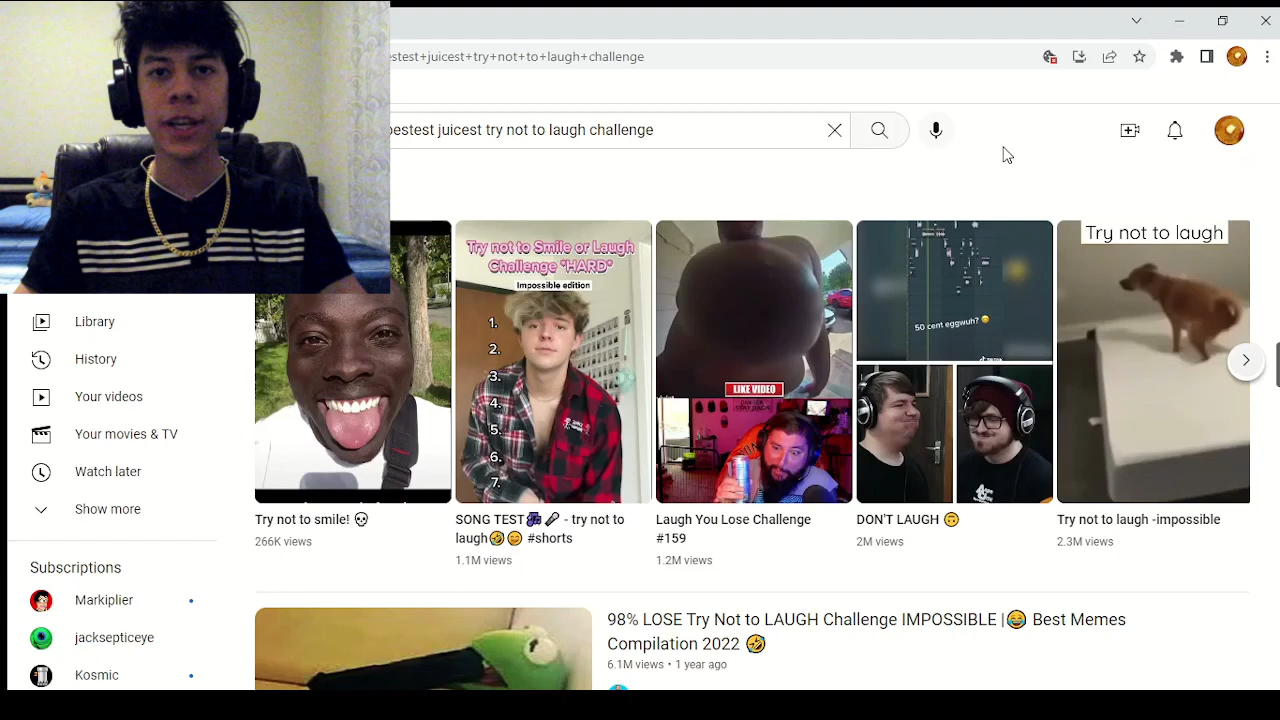 stest+juicest+try+not+to+laugh+challenge
bestest juicest try not to laugh challenge
Library
History
Your videos
Your movies & TV
Watch later
Show more
Subscriptions
Markiplier
jacksepticeye
Kosmic
Try not to Smile or Laugh
Challenge *HARD*
Impossible edition
1.
2.
3.
4.
5.
6.
7.
LIKE VIDEO
50 cent eggwuh? 🤨
TIKTOK
Try not to laugh
Try not to smile! 💀
266K views
SONG TEST🎶🎤 - try not to
laugh🤣😊 #shorts
1.1M views
Laugh You Lose Challenge
#159
1.2M views
DON'T LAUGH 🙃
2M views
Try not to laugh -impossible
2.3M views
98% LOSE Try Not to LAUGH Challenge IMPOSSIBLE |😂 Best Memes
Compilation 2022 🤣
6.1M views • 1 year ago